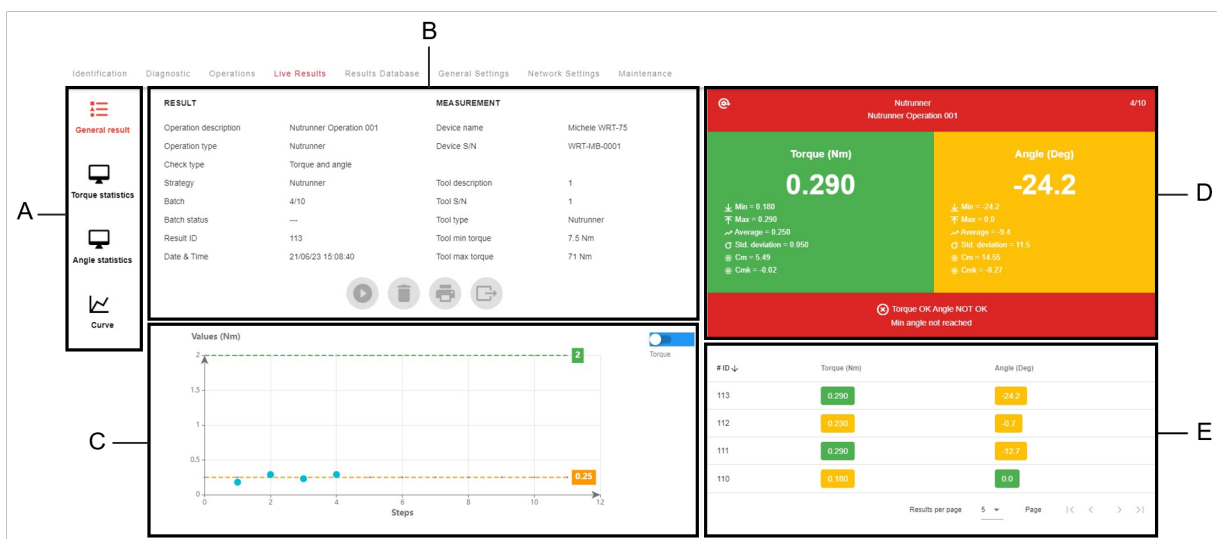 B
Identification Diagnostic Operations Live Results Results Database General Settings Network Settings Maintenance
A
General result
Torque statistics
Angle statistics
Curve
RESULT MEASUREMENT
Operation description Nutrunner Operation 001 Device name Michele WRT-75
Operation type Nutrunner Device S/N WRT-MB-0001
Check type Torque and angle
Strategy Nutrunner Tool description 1
Batch 4/10 Tool S/N 1
Batch status --- Tool type Nutrunner
Result ID 113 Tool min torque 7.5 Nm
Date & Time 21/06/23 15:08:40 Tool max torque 71 Nm
C
Values (Nm)
Torque
2 2
1.5
1
0.5
0.25
0
0 2 4 6 8 10 12
Steps
D
Nutrunner 4/10
Nutrunner Operation 001
Torque (Nm) Angle (Deg)
0.290 -24.2
Min = 0.180 Min = -24.2
Max = 0.290 Max = 0.0
Average = 0.250 Average = -9.4
Std. deviation = 0.050 Std. deviation = 11.5
Cm = 5.49 Cm = 14.55
Cmk = -0.02 Cmk = -0.27
Torque OK Angle NOT OK
Min angle not reached
E
# ID Torque (Nm) Angle (Deg)
113 0.290 -24.2
112 0.230 -0.7
111 0.290 -12.7
110 0.180 0.0
Results per page 5 Page